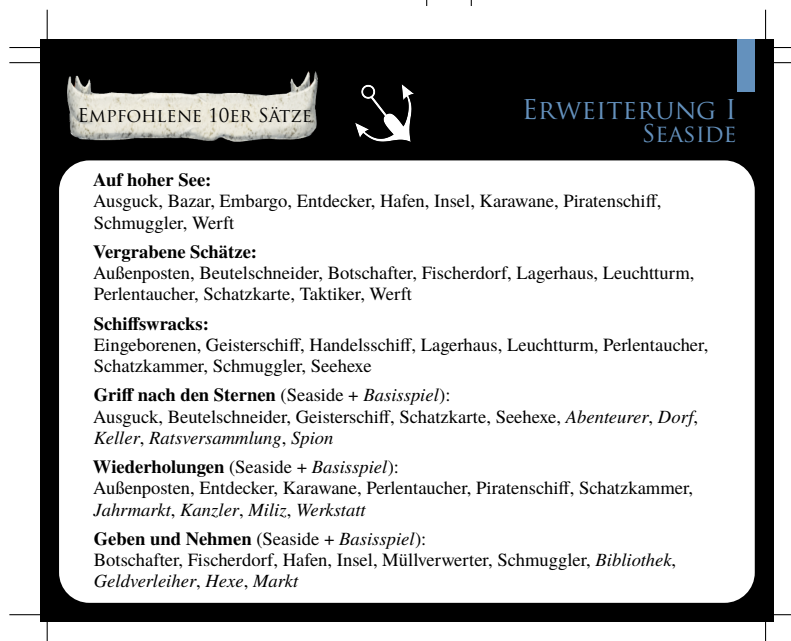 EMPFOHLENE 10ER SÄTZE
ERWEITERUNG I
SEASIDE
Auf hoher See:
Ausguck, Bazar, Embargo, Entdecker, Hafen, Insel, Karawane, Piratenschiff,
Schmuggler, Werft
Vergrabene Schätze:
Außenposten, Beutelschneider, Botschafter, Fischerdorf, Lagerhaus, Leuchtturm,
Perlentaucher, Schatzkarte, Taktiker, Werft
Schiffswracks:
Eingeborenen, Geisterschiff, Handelsschiff, Lagerhaus, Leuchtturm, Perlentaucher,
Schatzkammer, Schmuggler, Seehexe
Griff nach den Sternen (Seaside + Basisspiel):
Ausguck, Beutelschneider, Geisterschiff, Schatzkarte, Seehexe, Abenteurer, Dorf,
Keller, Ratsversammlung, Spion
Wiederholungen (Seaside + Basisspiel):
Außenposten, Entdecker, Karawane, Perlentaucher, Piratenschiff, Schatzkammer,
Jahrmarkt, Kanzler, Miliz, Werkstatt
Geben und Nehmen (Seaside + Basisspiel):
Botschafter, Fischerdorf, Hafen, Insel, Müllverwerter, Schmuggler, Bibliothek,
Geldverleiher, Hexe, Markt